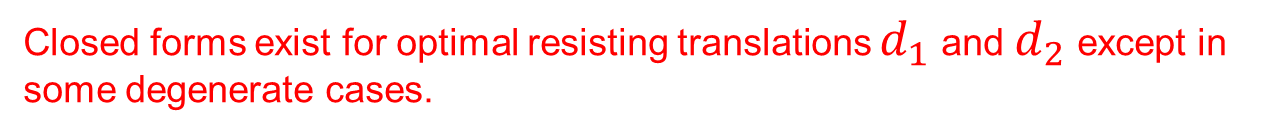 Closed forms exist for optimal resisting translations d₁ and d₂ except in
some degenerate cases.